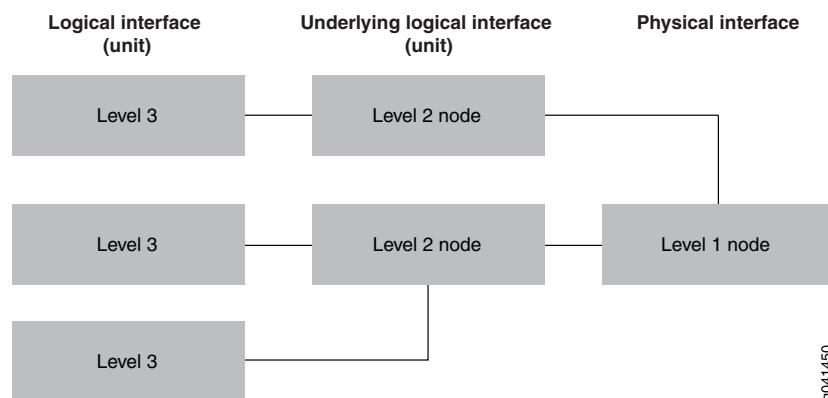 Logical interface
(unit)
Underlying logical interface
(unit)
Physical interface
Level 3
Level 2 node
Level 3
Level 2 node
Level 1 node
Level 3
g041450